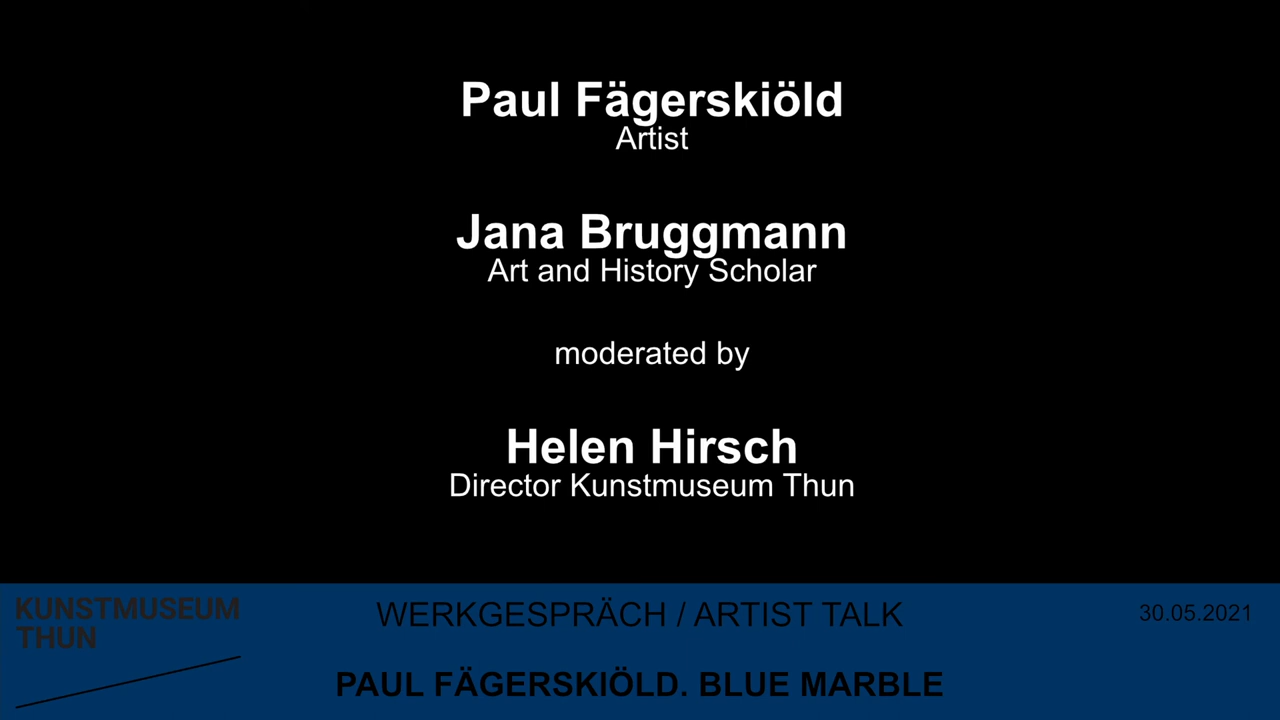 Paul Fägerskiöld
Artist
Jana Bruggmann
Art and History Scholar
moderated by
Helen Hirsch
Director Kunstmuseum Thun
KUNSTMUSEUM
THUN
WERKGESPRÄCH / ARTIST TALK
30.05.2021
PAUL FÄGERSKIÖLD. BLUE MARBLE